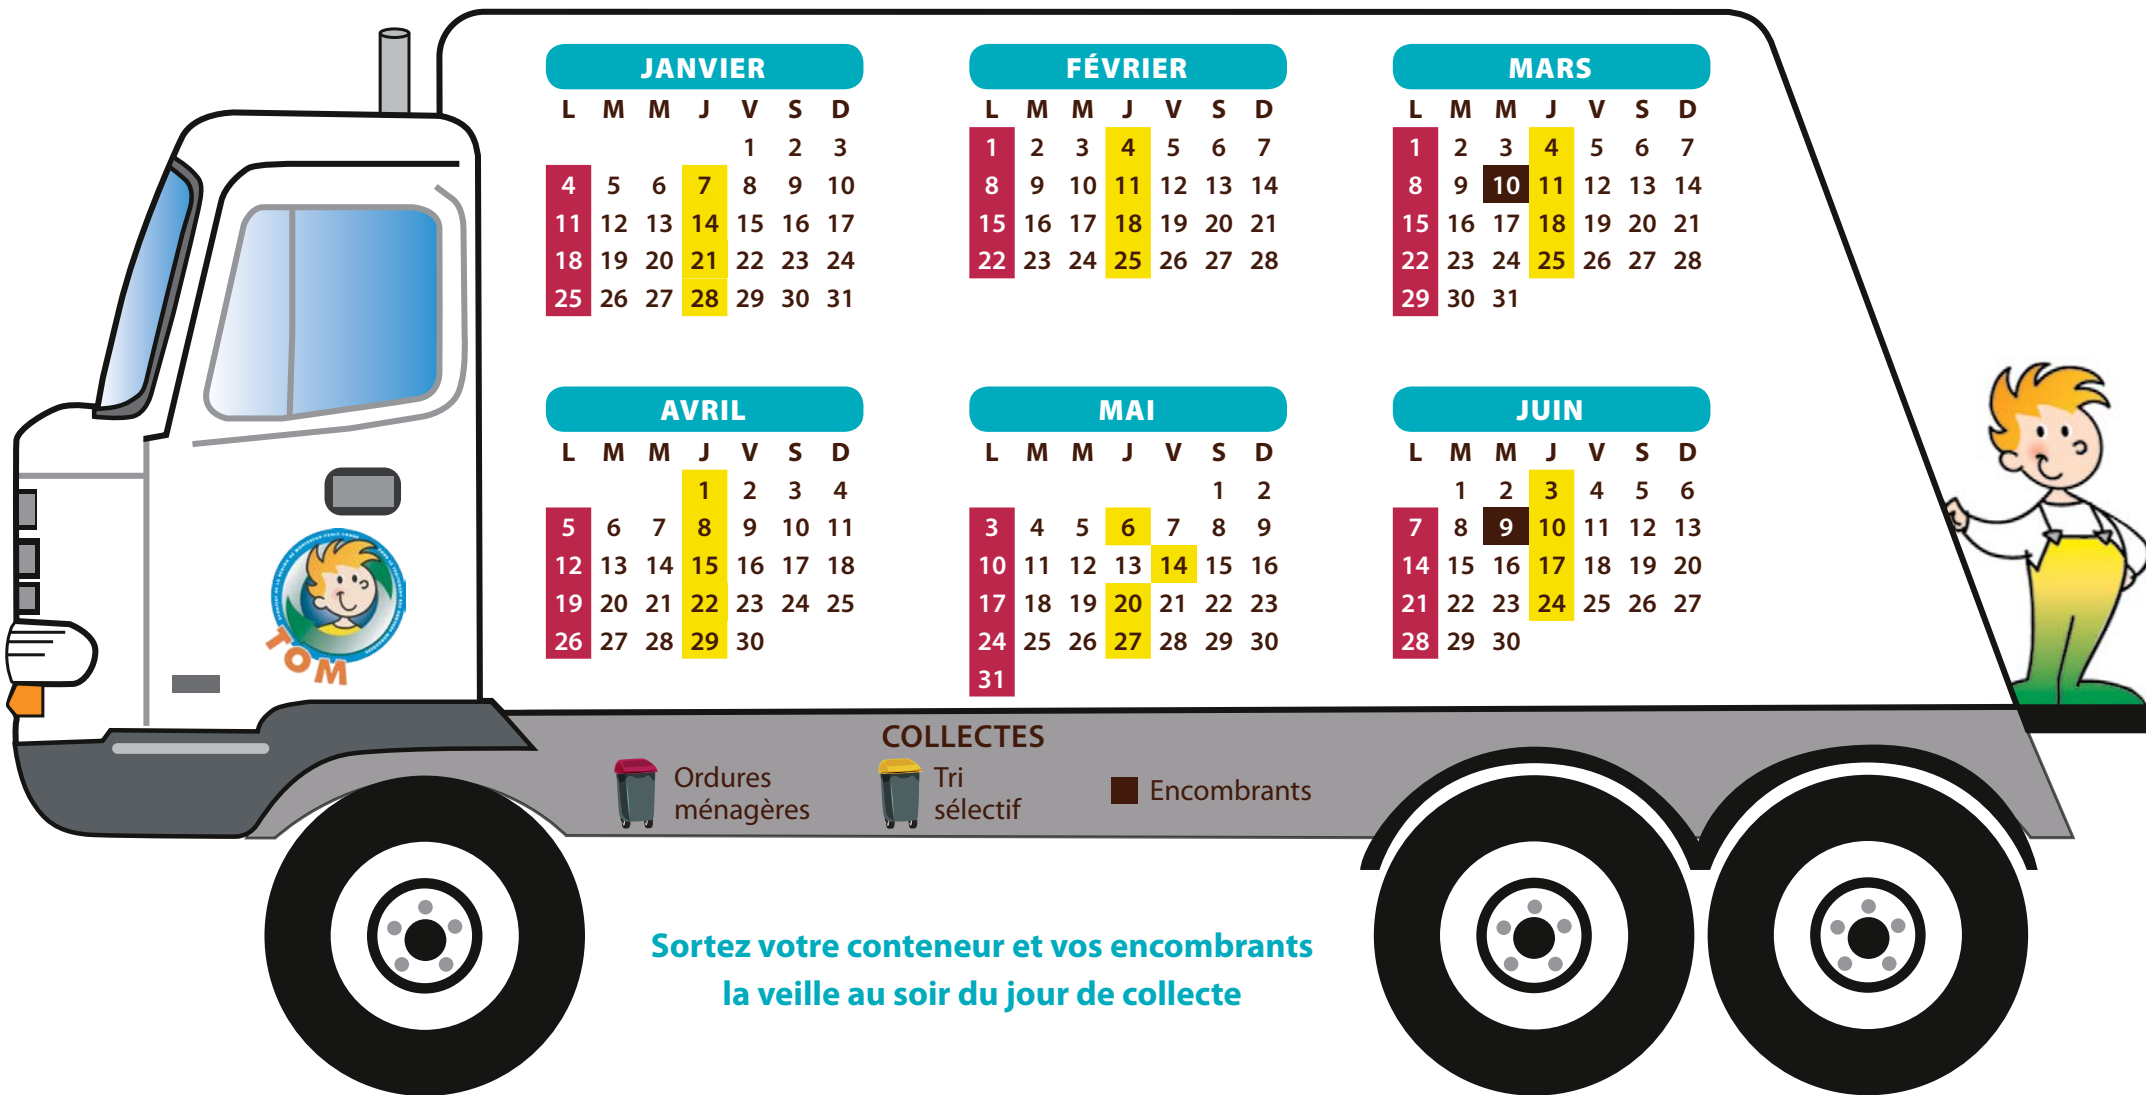 JANVIER
L M M J V S D
1 2 3
4 5 6 7 8 9 10
11 12 13 14 15 16 17
18 19 20 21 22 23 24
25 26 27 28 29 30 31
FÉVRIER
L M M J V S D
1 2 3 4 5 6 7
8 9 10 11 12 13 14
15 16 17 18 19 20 21
22 23 24 25 26 27 28
MARS
L M M J V S D
1 2 3 4 5 6 7
8 9 10 11 12 13 14
15 16 17 18 19 20 21
22 23 24 25 26 27 28
29 30 31
AVRIL
L M M J V S D
1 2 3 4
5 6 7 8 9 10 11
12 13 14 15 16 17 18
19 20 21 22 23 24 25
26 27 28 29 30
MAI
L M M J V S D
1 2
3 4 5 6 7 8 9
10 11 12 13 14 15 16
17 18 19 20 21 22 23
24 25 26 27 28 29 30
31
JUIN
L M M J V S D
1 2 3 4 5 6
7 8 9 10 11 12 13
14 15 16 17 18 19 20
21 22 23 24 25 26 27
28 29 30
TOM
COLLECTES
Ordures
ménagères
Tri
sélectif
Encombrants
Sortez votre conteneur et vos encombrants
la veille au soir du jour de collecte